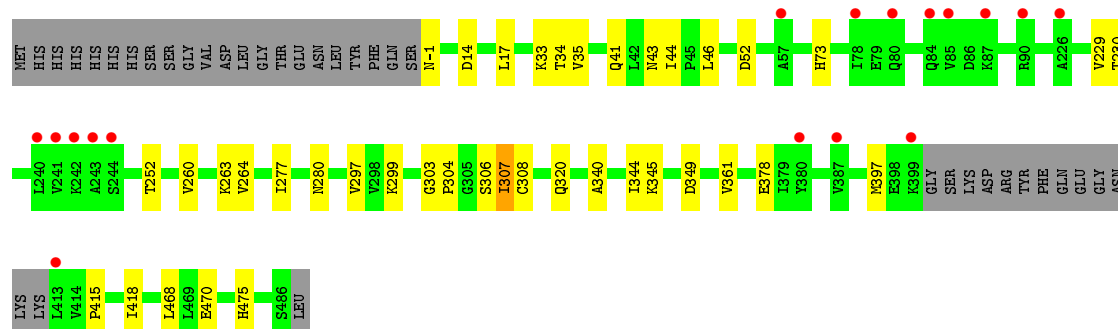 MET HIS HIS HIS HIS HIS HIS SER SER GLY VAL ASP LEU GLY THR GLU ASN LEU TYR PHE GLN SER N-1 D14 L17 K33 T34 V35 Q41 L42 N43 I44 P45 L46 D52 A57 H73 I78 E79 Q80 Q84 V85 D86 K87 R90 A226 V229 T230
L240 V241 K242 A243 S244 T252 V260 K263 V264 I277 N280 V297 V298 K299 G303 P304 G305 S306 I307 C308 Q320 A340 I344 K345 D349 V361 E378 I379 Y380 V387 M397 E398 K399 GLY SER LYS ASP ARG TYR PHE GLN GLU GLY ASN
LYS LYS L413 V414 P415 I418 L468 L469 E470 H475 S486 LEU